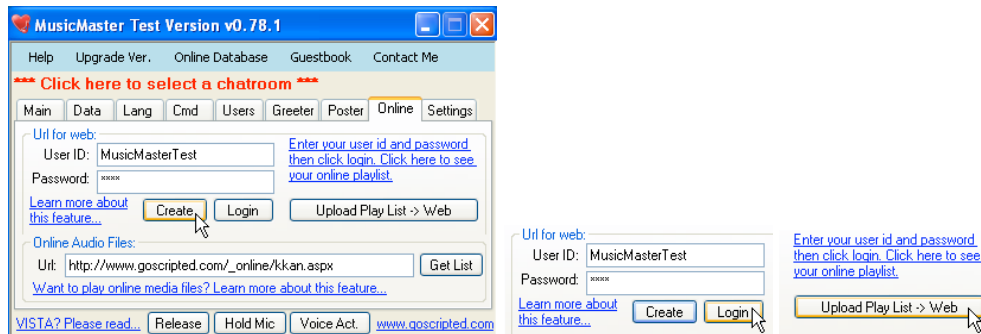 MusicMaster Test Version v0.78.1
Help Upgrade Ver. Online Database Guestbook Contact Me
*** Click here to select a chatroom ***
Main Data Lang Cmd Users Greeter Poster Online Settings
Url for web:
User ID: MusicMasterTest
Password: ××××
Enter your user id and password
then click login. Click here to see
your online playlist.
Learn more about
this feature...
Create Login Upload Play List -> Web
Online Audio Files:
Url: http://www.goscripted.com/_online/kkan.aspx Get List
Want to play online media files? Learn more about this feature...
VISTA? Please read... Release Hold Mic Voice Act. www.goscripted.com
Url for web:
User ID: MusicMasterTest
Password: ××××
Learn more about
this feature...
Create Login
Enter your user id and password
then click login. Click here to see
your online playlist.
Upload Play List -> Web